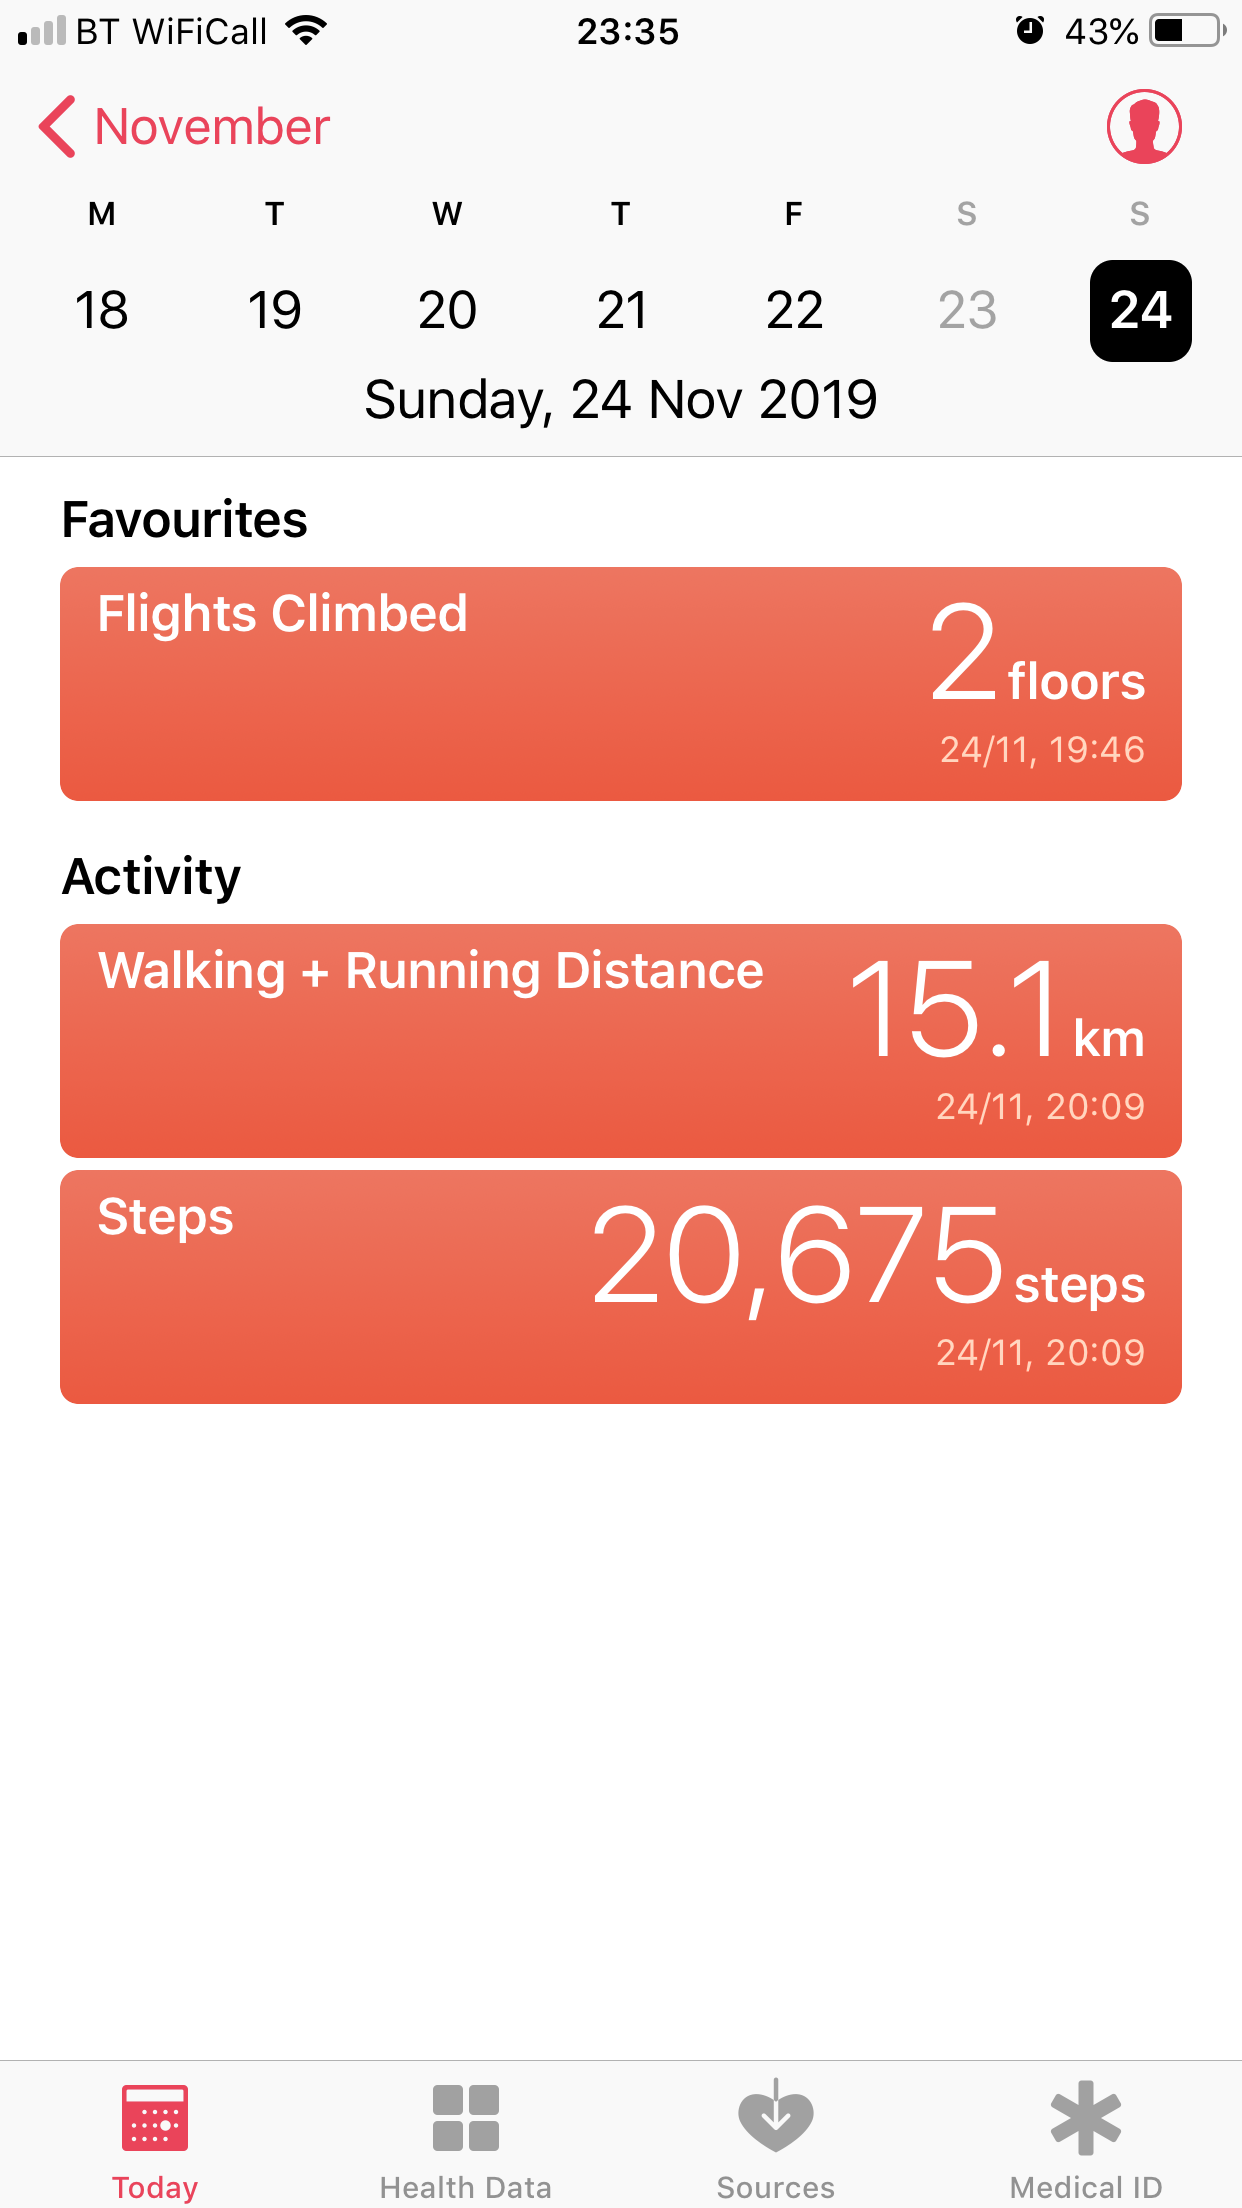 BT WiFiCall 23:35 43%
November
M T W T F S S
18 19 20 21 22 23 24
Sunday, 24 Nov 2019
Favourites
Flights Climbed
2 floors
24/11, 19:46
Activity
Walking + Running Distance
15.1 km
24/11, 20:09
Steps
20,675 steps
24/11, 20:09
Today Health Data Sources Medical ID